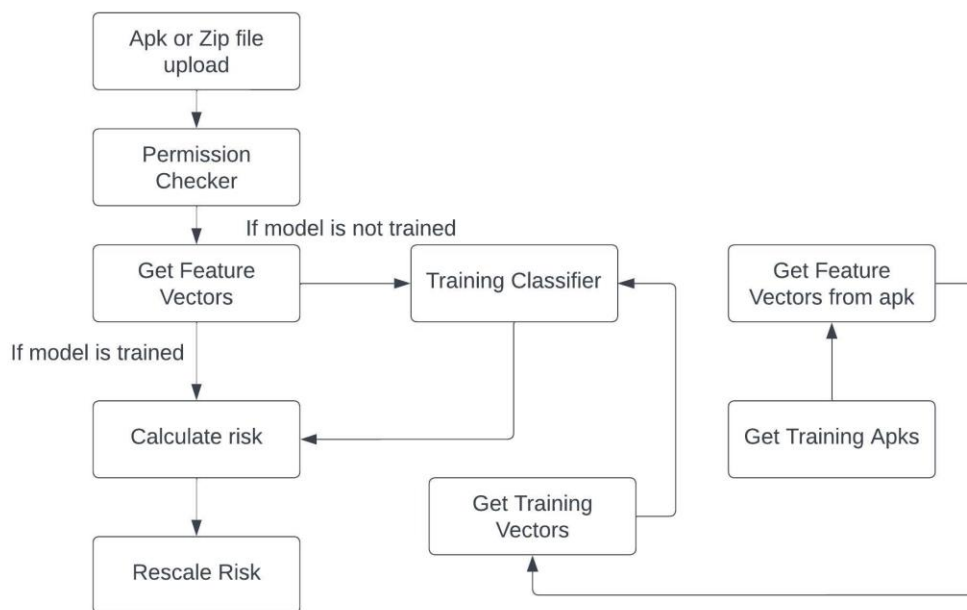 Apk or Zip file
upload
Permission
Checker
If model is not trained
Get Feature
Vectors
Training Classifier
Get Feature
Vectors from apk
If model is trained
Calculate risk
Get Training Apks
Get Training
Vectors
Rescale Risk